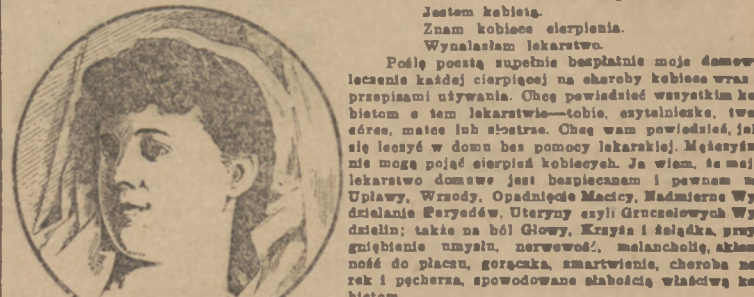 Jestem kobietą.
Znam kobiece cierpienia.
Wynalazłam lekarstwo.
Poślę pocztą zupełnie bezpłatnie moje domow
leczenie każdej cierpiącej na choroby kobiece wraz
przepisami używania. Chcę powiedzieć wszystkim ko
bietom o tem lekarstwie—tobie, czytelniczko, two
córce, matce lub siostrze. Chcę wam powiedzieć, jak
się leczyć w domu bez pomocy lekarskiej. Mężczyźn
nie mogą pojąć cierpień kobiecych. Ja wiem, że moj
lekarstwo domowe jest bezpiecznem i pewnem n
Upławy, Wrzody, Opadnięcie Macicy, Nadmierne Wy
dzielanie Peryodów, Uteryny czyli Gruczołowych Wy
dzielin; także na ból Głowy, Krzyża i żołądka, przy
gnębienie umysłu, nerwowość, melancholię, skłon
ność do płaczu, gorączka, zmartwienie, choroba ne
rek i pęcherza, spowodowane słabością właściwą ko
bietom.